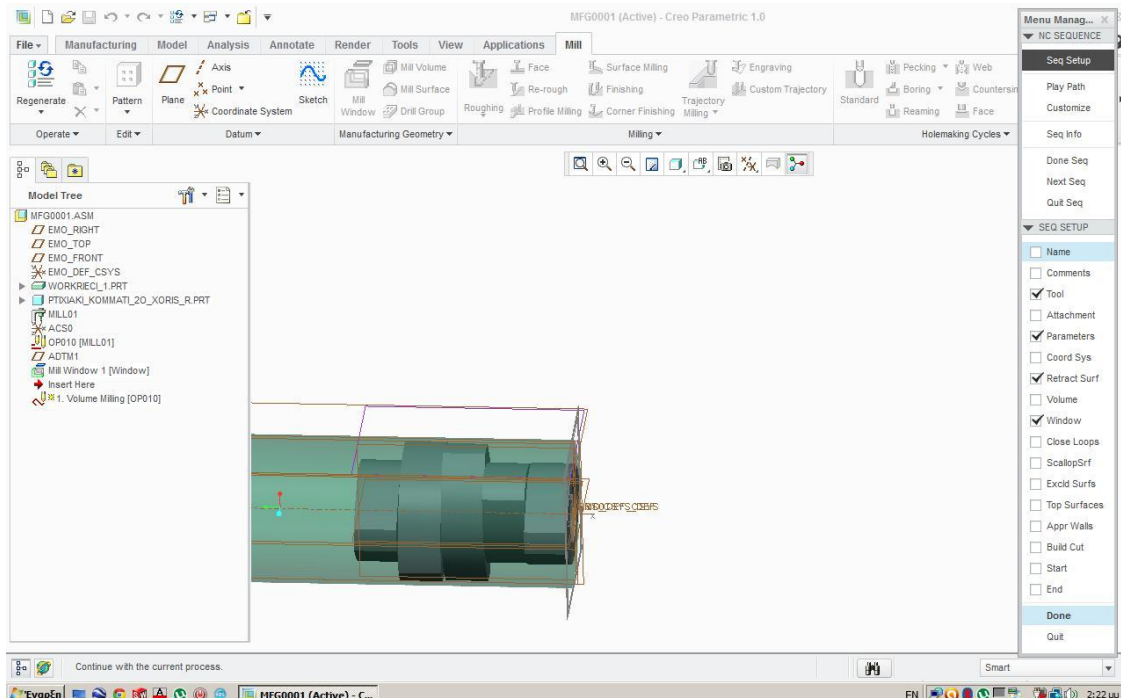 MFG0001 (Active) - Creo Parametric 1.0
File Manufacturing Model Analysis Annotate Render Tools View Applications Mill
Regenerate
Pattern
Plane
Axis
Point
Coordinate System
Sketch
Mill Window
Mill Volume
Mill Surface
Drill Group
Roughing
Face
Re-rough
Profile Milling
Surface Milling
Finishing
Corner Finishing
Trajectory Milling
Engraving
Custom Trajectory
Standard
Pecking
Boring
Reaming
Web
Countersin
Face
Operate Edit Datum Manufacturing Geometry Milling Holemaking Cycles
Model Tree
MFG0001.ASM
EMO_RIGHT
EMO_TOP
EMO_FRONT
EMO_DEF_CSYS
WORKRIECI_1.PRT
PTIXIAKI_KOMMATI_2O_XORIS_R.PRT
MILL01
ACS0
OP010 [MILL01]
ADTM1
Mill Window 1 [Window]
Insert Here
1. Volume Milling [OP010]
Menu Manag...
NC SEQUENCE
Seq Setup
Play Path
Customize
Seq Info
Done Seq
Next Seq
Quit Seq
SEQ SETUP
Name
Comments
Tool
Attachment
Parameters
Coord Sys
Retract Surf
Volume
Window
Close Loops
ScallopSrf
Excld Surfs
Top Surfaces
Appr Walls
Build Cut
Start
End
Done
Quit
Continue with the current process.
Smart
Έναρξη
MFG0001 (Active) - C...
EN
2:22 μμ